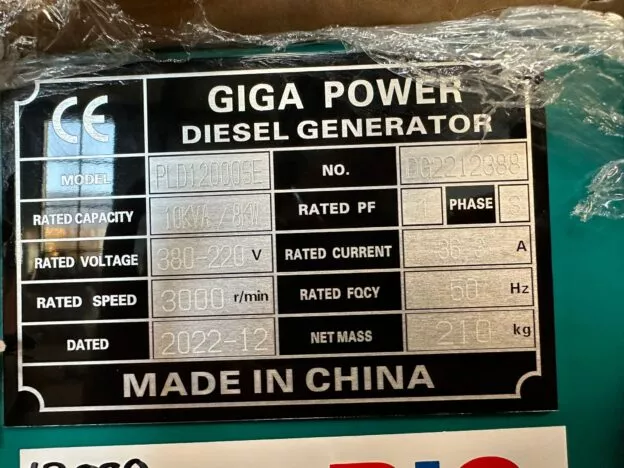 CE
GIGA POWER
DIESEL GENERATOR
MODEL PLD12000SE NO. DG2212388
RATED CAPACITY 10KVA / 8KW RATED PF 1 PHASE S
RATED VOLTAGE 380-220 V RATED CURRENT A
RATED SPEED 3000 r/min RATED FQCY 50 Hz
DATED 2022-12 NET MASS 210 kg
MADE IN CHINA